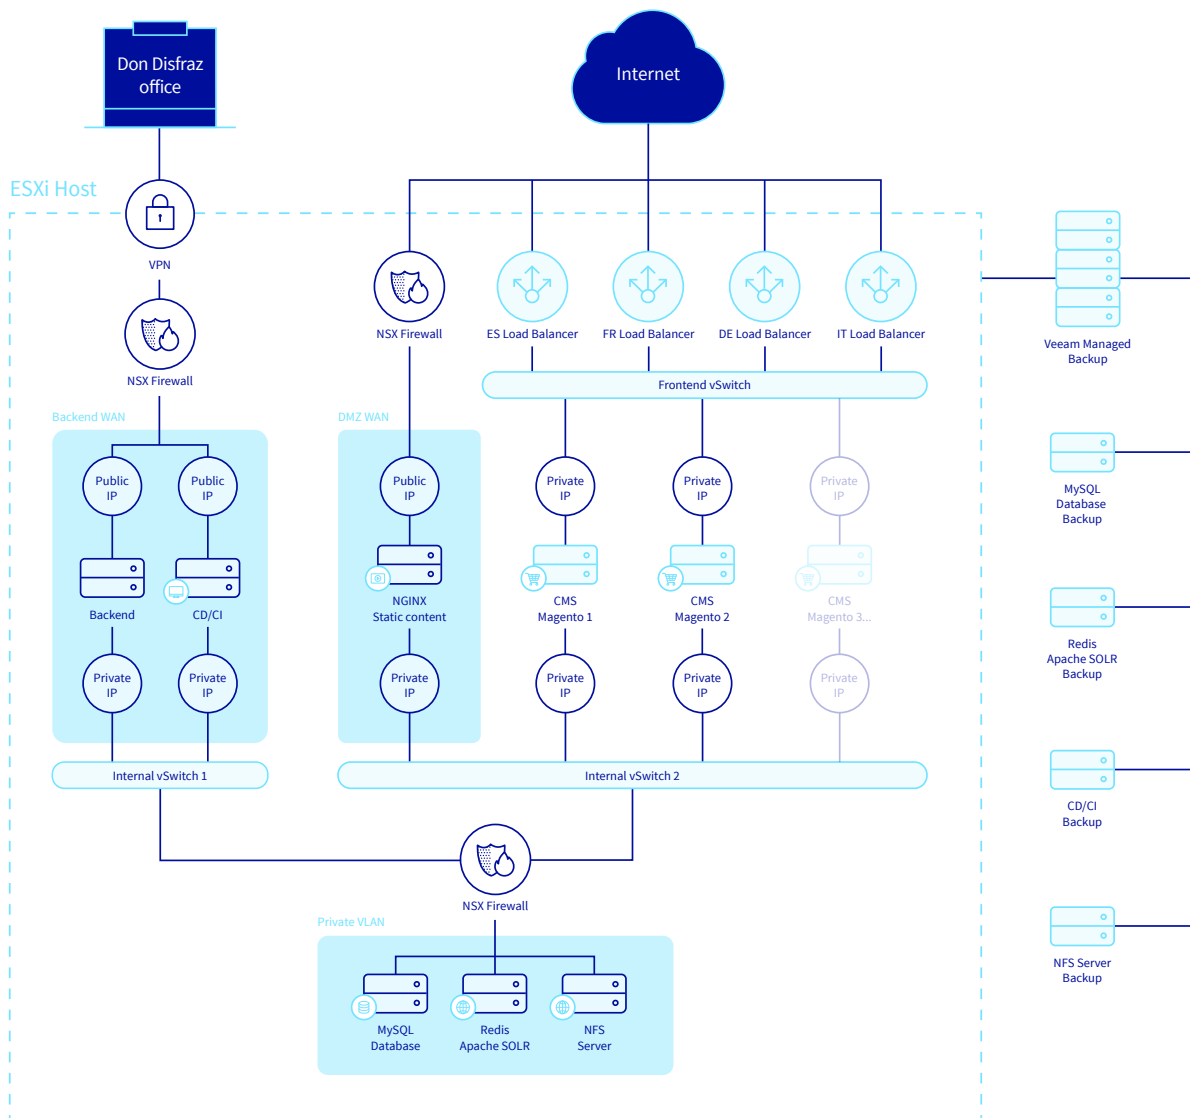 Don Disfraz
office
Internet
ESXi Host
VPN
NSX Firewall
NSX Firewall
ES Load Balancer
FR Load Balancer
DE Load Balancer
IT Load Balancer
Veeam Managed
Backup
Frontend vSwitch
Backend WAN
DMZ WAN
Public
IP
Public
IP
Public
IP
Private
IP
Private
IP
Private
IP
MySQL
Database
Backup
Backend
CD/CI
NGINX
Static content
CMS
Magento 1
CMS
Magento 2
CMS
Magento 3...
Redis
Apache SOLR
Backup
Private
IP
Private
IP
Private
IP
Private
IP
Private
IP
Private
IP
Internal vSwitch 1
Internal vSwitch 2
CD/CI
Backup
NSX Firewall
Private VLAN
MySQL
Database
Redis
Apache SOLR
NFS
Server
NFS Server
Backup